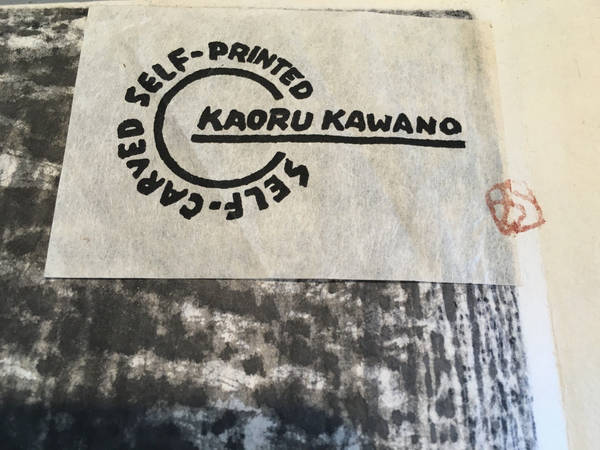 SELF-CARVED SELF-PRINTED
KAORU KAWANO